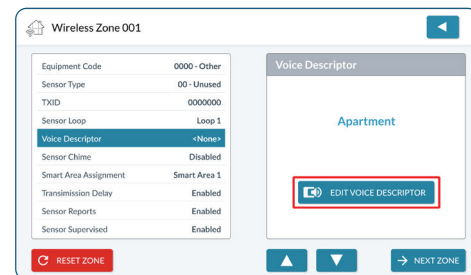 Wireless Zone 001
Equipment Code 0000 - Other
Sensor Type 00 - Unused
TXID 0000000
Sensor Loop Loop 1
Voice Descriptor <None>
Sensor Chime Disabled
Smart Area Assignment Smart Area 1
Transmission Delay Enabled
Sensor Reports Enabled
Sensor Supervised Enabled
Voice Descriptor
Apartment
EDIT VOICE DESCRIPTOR
RESET ZONE
NEXT ZONE